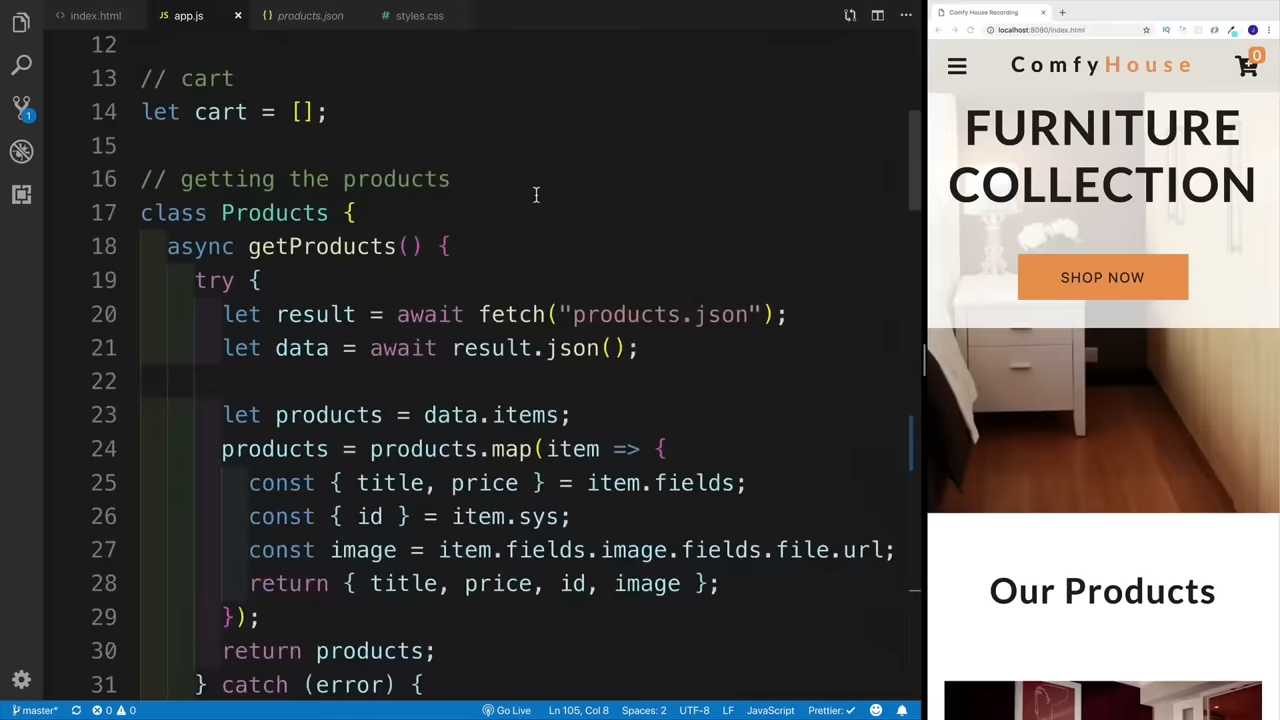 index.html
app.js
products.json
styles.css
12
13 // cart
14 let cart = [];
15
16 // getting the products
17 class Products {
18 async getProducts() {
19 try {
20 let result = await fetch("products.json");
21 let data = await result.json();
22
23 let products = data.items;
24 products = products.map(item => {
25 const { title, price } = item.fields;
26 const { id } = item.sys;
27 const image = item.fields.image.fields.file.url;
28 return { title, price, id, image };
29 });
30 return products;
31 } catch (error) {
1
master*
0 0
Go Live
Ln 105, Col 8
Spaces: 2
UTF-8
LF
JavaScript
Prettier: ✓
Comfy House Recording
localhost:8080/index.html
ComfyHouse
0
FURNITURE
COLLECTION
SHOP NOW
Our Products